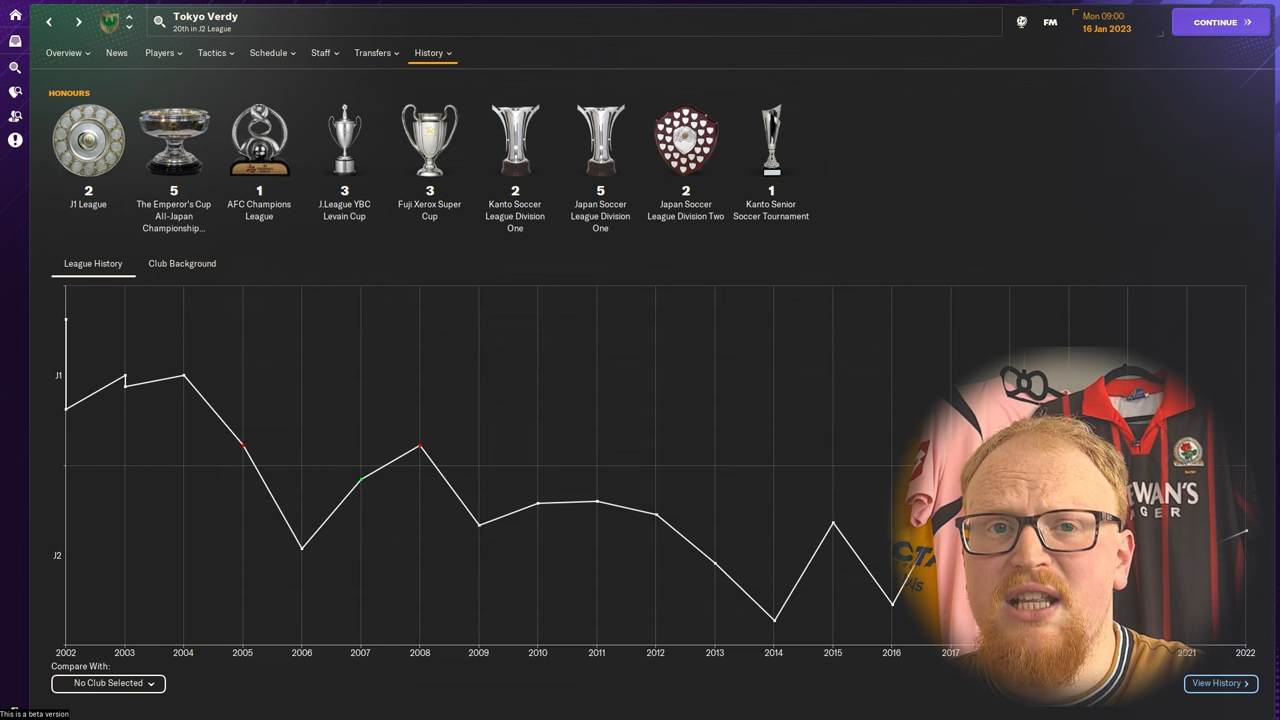 Tokyo Verdy
20th in J2 League
FM
Mon 09:00
16 Jan 2023
CONTINUE
Overview
News
Players
Tactics
Schedule
Staff
Transfers
History
HONOURS
2
J1 League
5
The Emperor's Cup
All-Japan
Championship...
1
AFC Champions
League
3
J.League YBC
Levain Cup
3
Fuji Xerox Super
Cup
2
Kanto Soccer
League Division
One
5
Japan Soccer
League Division
One
2
Japan Soccer
League Division Two
1
Kanto Senior
Soccer Tournament
League History
Club Background
J1
J2
2002 2003 2004 2005 2006 2007 2008 2009 2010 2011 2012 2013 2014 2015 2016 2017 2021 2022
Compare With:
No Club Selected
View History
This is a beta version